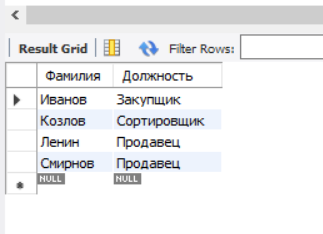 Result Grid Filter Rows:
Фамилия Должность
Иванов Закупщик
Козлов Сортировщик
Ленин Продавец
Смирнов Продавец
NULL NULL